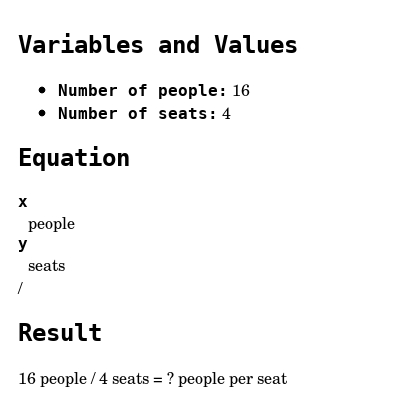 Variables and Values
• Number of people: 16
• Number of seats: 4
Equation
x
people
y
seats
/
Result
16 people / 4 seats = ? people per seat